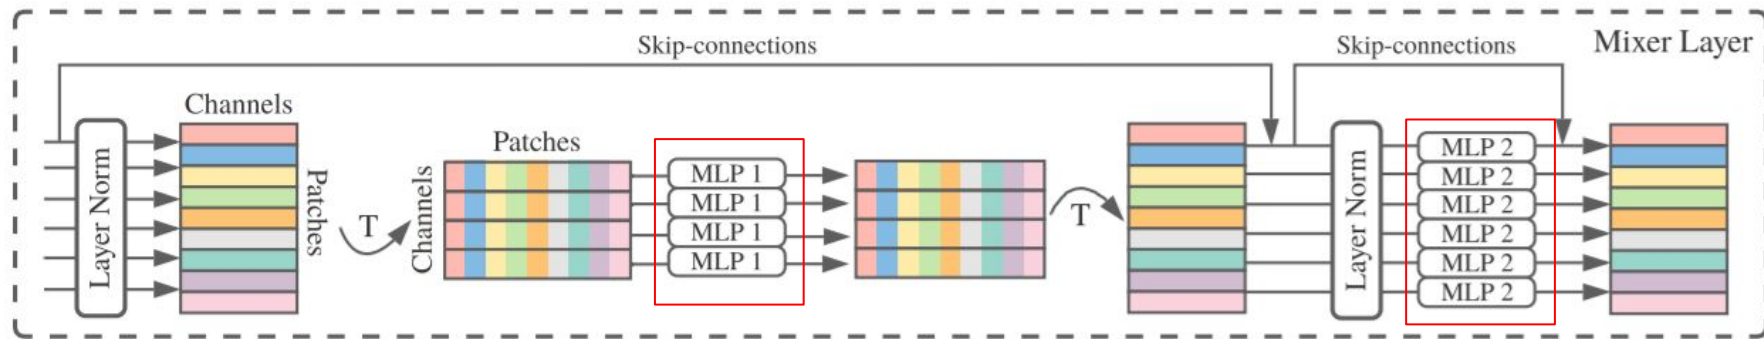 Skip-connections
Skip-connections
Mixer Layer
Channels
Layer Norm
Patches
T
Patches
Channels
MLP 1
MLP 1
MLP 1
MLP 1
T
Layer Norm
MLP 2
MLP 2
MLP 2
MLP 2
MLP 2
MLP 2